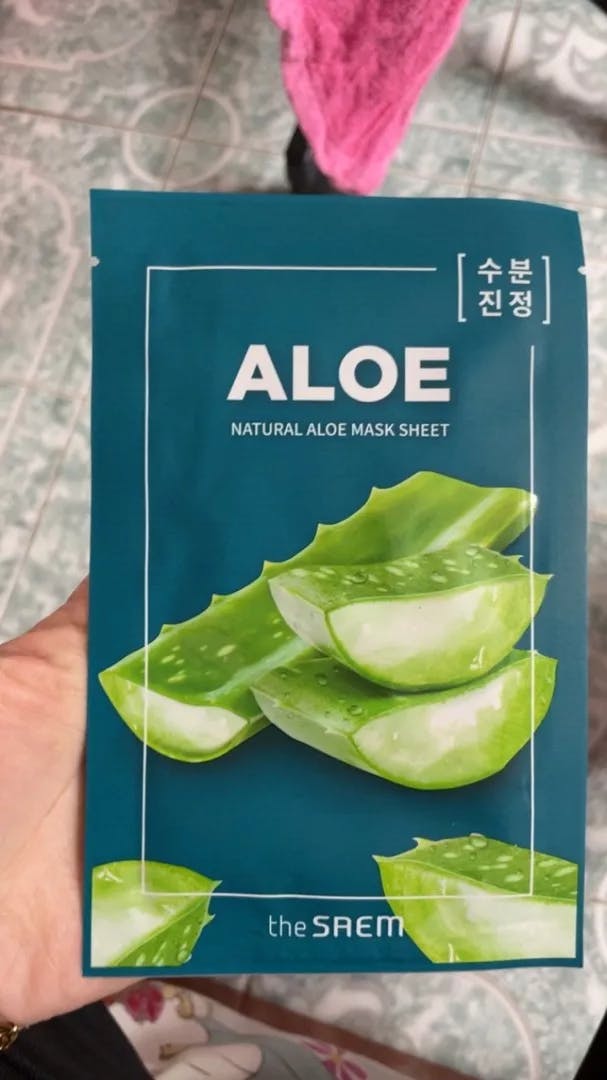 수분
진정
ALOE
NATURAL ALOE MASK SHEET
the SAEM